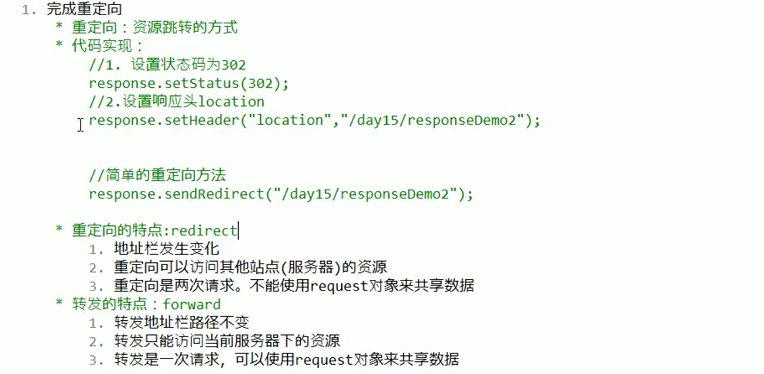 1. 完成重定向
* 重定向：资源跳转的方式
* 代码实现：
//1. 设置状态码为302
response.setStatus(302);
//2.设置响应头location
response.setHeader("location","/day15/responseDemo2");
//简单的重定向方法
response.sendRedirect("/day15/responseDemo2");
* 重定向的特点:redirect
1. 地址栏发生变化
2. 重定向可以访问其他站点(服务器)的资源
3. 重定向是两次请求。不能使用request对象来共享数据
* 转发的特点：forward
1. 转发地址栏路径不变
2. 转发只能访问当前服务器下的资源
3. 转发是一次请求，可以使用request对象来共享数据